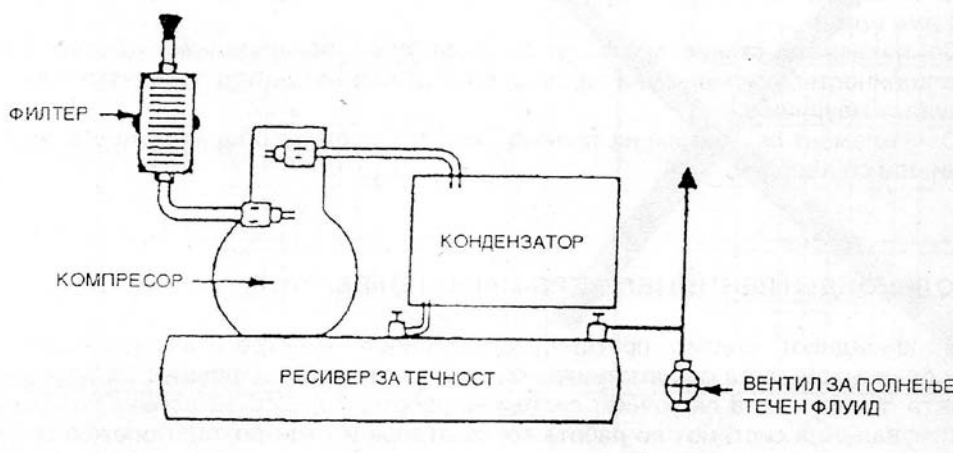 ФИЛТЕР
КОНДЕНЗАТОР
КОМПРЕСОР
РЕСИВЕР ЗА ТЕЧНОСТ
ВЕНТИЛ ЗА ПОЛНЕЊЕ
ТЕЧЕН ФЛУИД